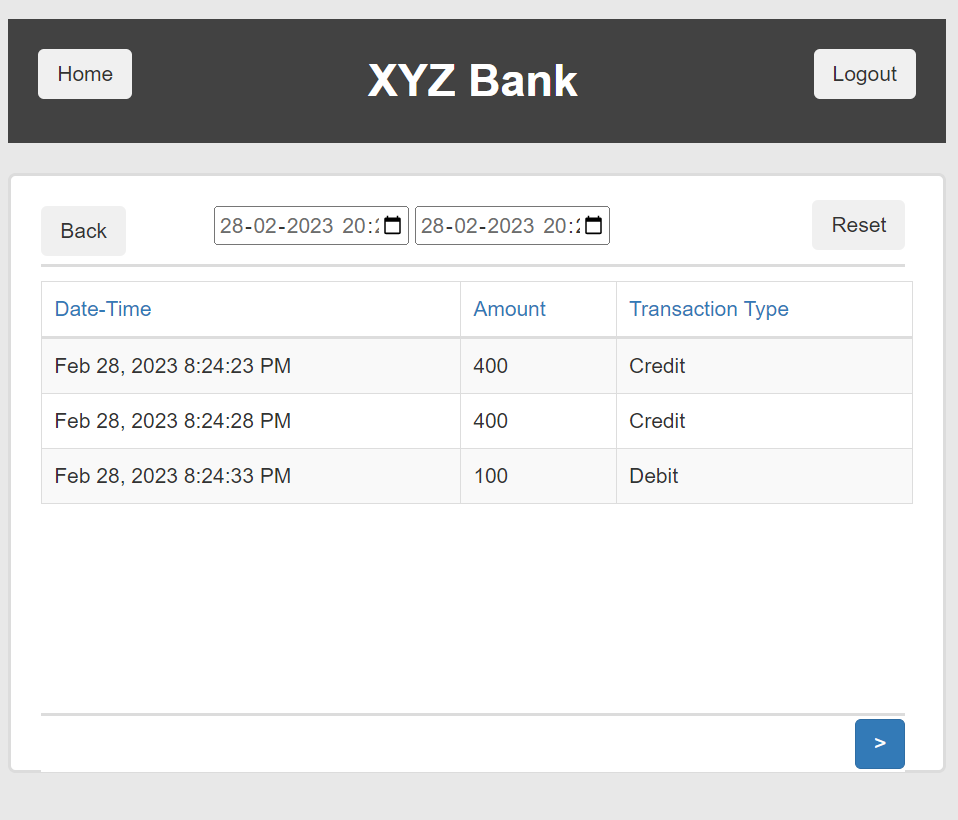 Home XYZ Bank Logout
Back 28-02-2023 20: 28-02-2023 20: Reset
Date-Time Amount Transaction Type
Feb 28, 2023 8:24:23 PM 400 Credit
Feb 28, 2023 8:24:28 PM 400 Credit
Feb 28, 2023 8:24:33 PM 100 Debit
>